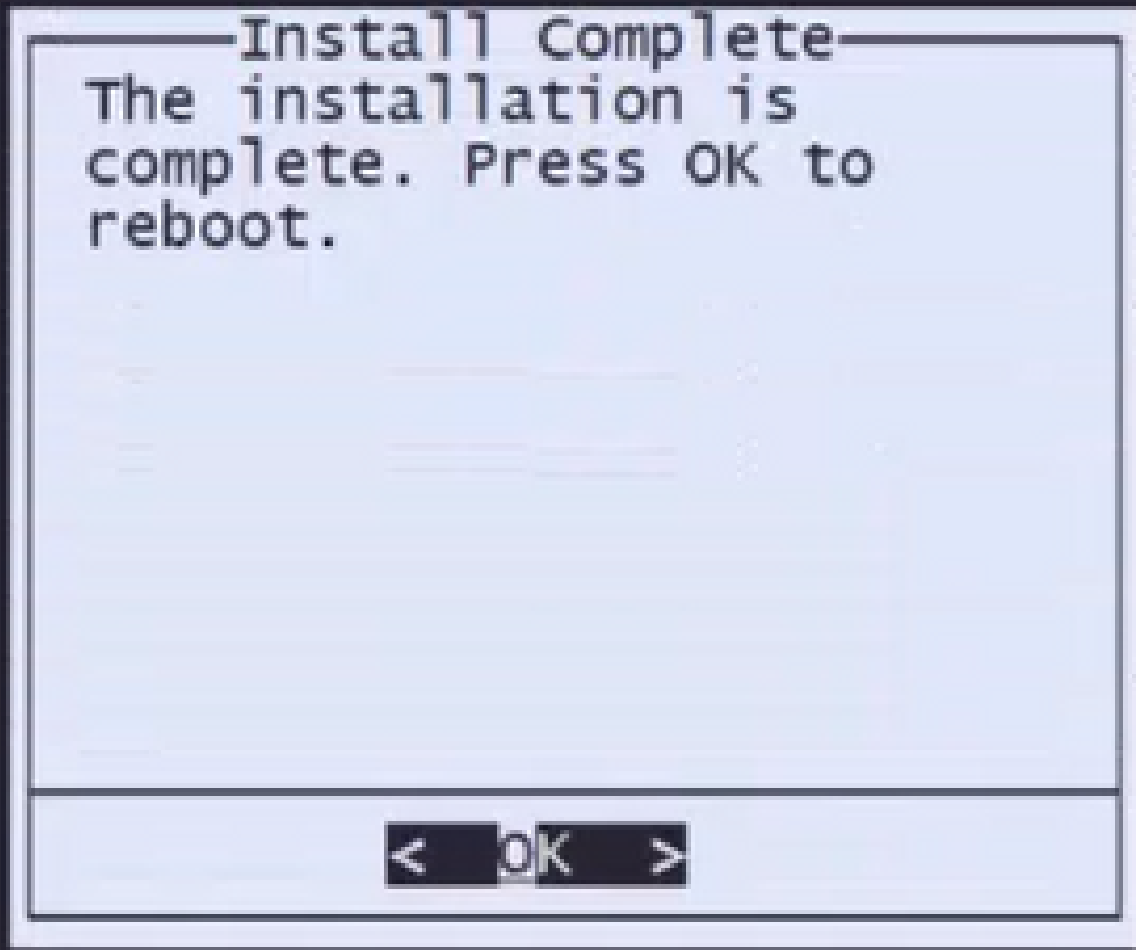 Install Complete
The installation is
complete. Press OK to
reboot.
< OK >